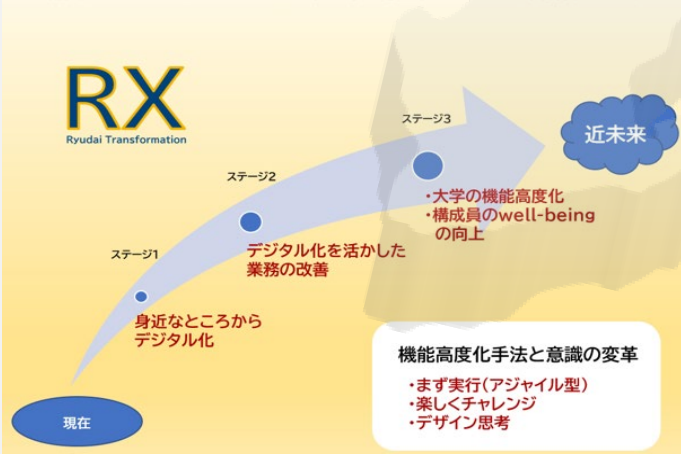 RX
Ryudai Transformation
ステージ3
近未来
ステージ2
・大学の機能高度化
・構成員のwell-being
の向上
ステージ1
デジタル化を活かした
業務の改善
身近なところから
デジタル化
機能高度化手法と意識の変革
・まず実行(アジャイル型)
・楽しくチャレンジ
・デザイン思考
現在